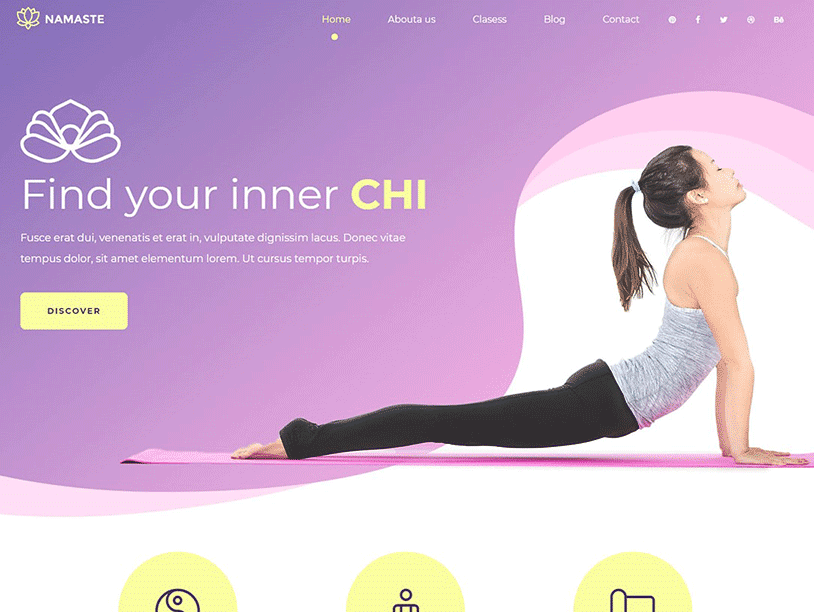 NAMASTE
Home
Abouta us
Clasess
Blog
Contact
Bē
Find your inner CHI
Fusce erat dui, venenatis et erat in, vulputate dignissim lacus. Donec vitae
tempus dolor, sit amet elementum lorem. Ut cursus tempor turpis.
DISCOVER